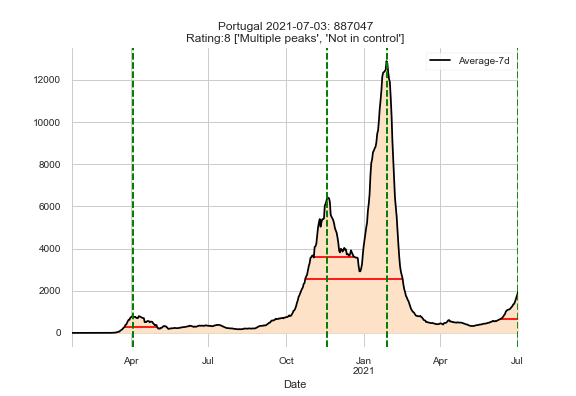 Portugal 2021-07-03: 887047
Rating:8 ['Multiple peaks', 'Not in control']
Average-7d
12000
10000
8000
6000
4000
2000
0
Apr Jul Oct Jan Apr Jul
2021
Date